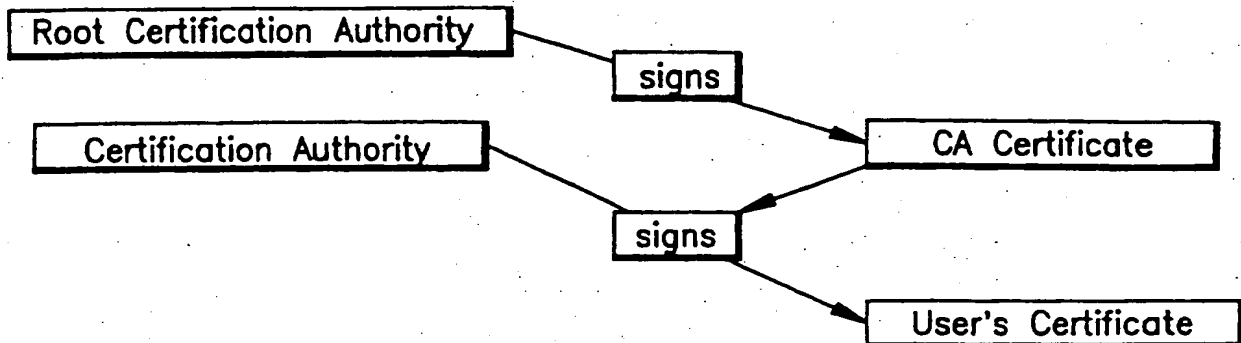 Root Certification Authority
signs
Certification Authority
CA Certificate
signs
User's Certificate